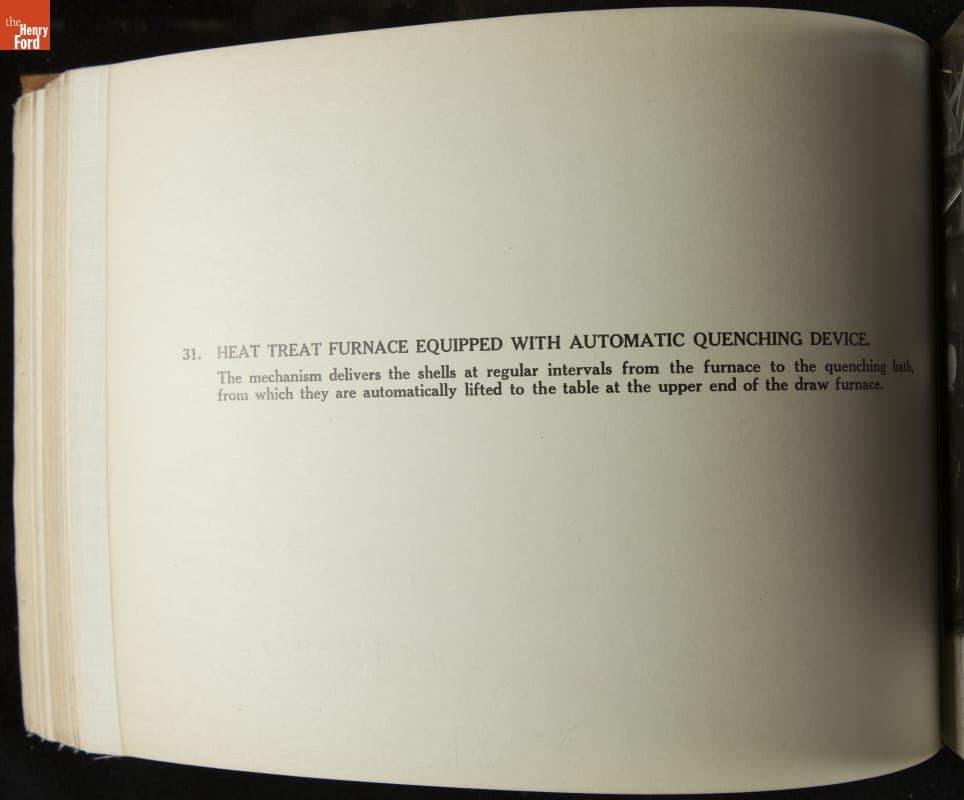 the
Henry
Ford
31. HEAT TREAT FURNACE EQUIPPED WITH AUTOMATIC QUENCHING DEVICE.
The mechanism delivers the shells at regular intervals from the furnace to the quenching bath,
from which they are automatically lifted to the table at the upper end of the draw furnace.